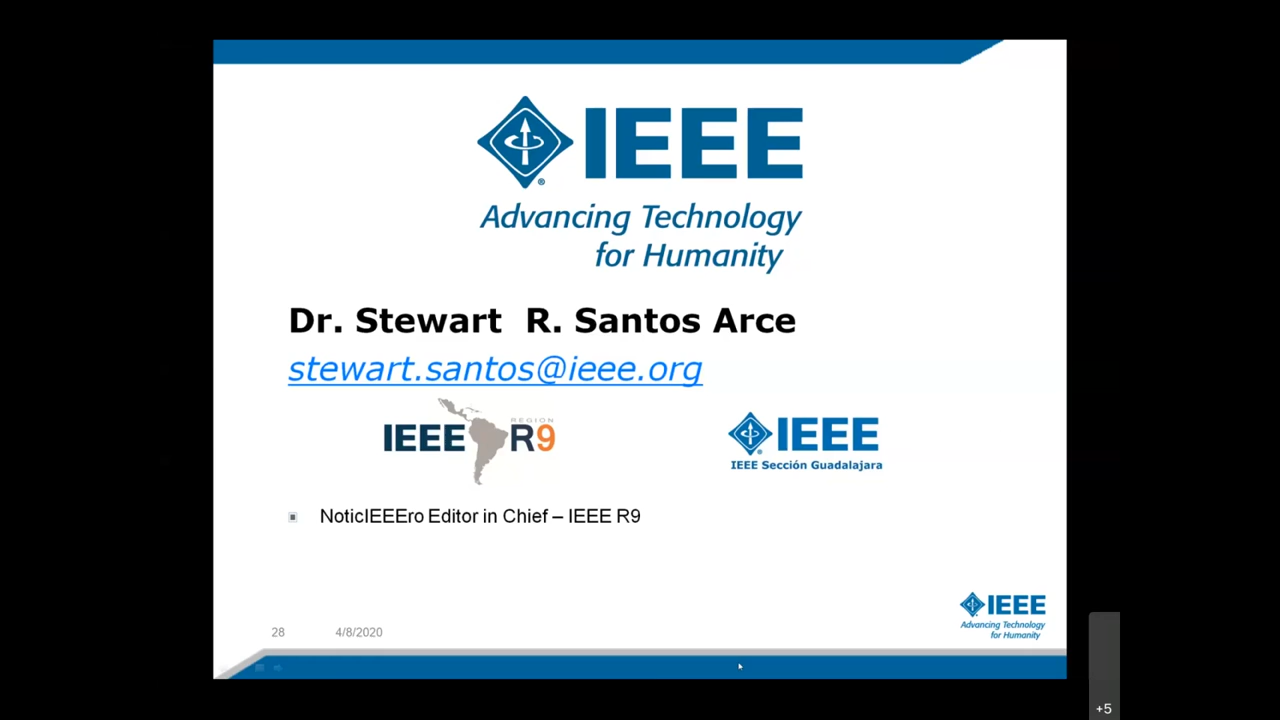 IEEE
Advancing Technology
for Humanity
Dr. Stewart R. Santos Arce
stewart.santos@ieee.org
IEEE REGION R9
IEEE
IEEE Sección Guadalajara
NoticIEEEro Editor in Chief – IEEE R9
IEEE
Advancing Technology
for Humanity
28 4/8/2020
+5